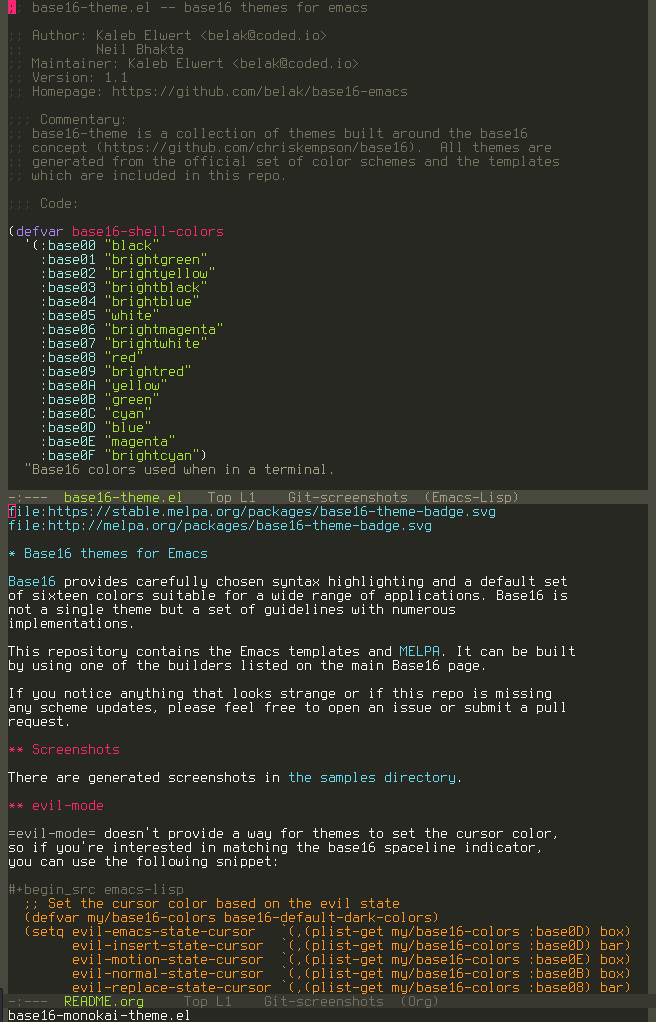 ;; base16-theme.el -- base16 themes for emacs
;; Author: Kaleb Elwert <belak@coded.io>
;;         Neil Bhakta
;; Maintainer: Kaleb Elwert <belak@coded.io>
;; Version: 1.1
;; Homepage: https://github.com/belak/base16-emacs
;;; Commentary:
;; base16-theme is a collection of themes built around the base16
;; concept (https://github.com/chriskempson/base16).  All themes are
;; generated from the official set of color schemes and the templates
;; which are included in this repo.
;;; Code:
(defvar base16-shell-colors
  '(:base00 "black"
    :base01 "brightgreen"
    :base02 "brightyellow"
    :base03 "brightblack"
    :base04 "brightblue"
    :base05 "white"
    :base06 "brightmagenta"
    :base07 "brightwhite"
    :base08 "red"
    :base09 "brightred"
    :base0A "yellow"
    :base0B "green"
    :base0C "cyan"
    :base0D "blue"
    :base0E "magenta"
    :base0F "brightcyan")
  "Base16 colors used when in a terminal.
-:---  base16-theme.el   Top L1    Git-screenshots  (Emacs-Lisp)
file:https://stable.melpa.org/packages/base16-theme-badge.svg
file:http://melpa.org/packages/base16-theme-badge.svg
* Base16 themes for Emacs
Base16 provides carefully chosen syntax highlighting and a default set
of sixteen colors suitable for a wide range of applications. Base16 is
not a single theme but a set of guidelines with numerous
implementations.
This repository contains the Emacs templates and MELPA. It can be built
by using one of the builders listed on the main Base16 page.
If you notice anything that looks strange or if this repo is missing
any scheme updates, please feel free to open an issue or submit a pull
request.
** Screenshots
There are generated screenshots in the samples directory.
** evil-mode
=evil-mode= doesn't provide a way for themes to set the cursor color,
so if you're interested in matching the base16 spaceline indicator,
you can use the following snippet:
#+begin_src emacs-lisp
  ;; Set the cursor color based on the evil state
  (defvar my/base16-colors base16-default-dark-colors)
  (setq evil-emacs-state-cursor   `(,(plist-get my/base16-colors :base0D) box)
        evil-insert-state-cursor  `(,(plist-get my/base16-colors :base0D) bar)
        evil-motion-state-cursor  `(,(plist-get my/base16-colors :base0E) box)
        evil-normal-state-cursor  `(,(plist-get my/base16-colors :base0B) box)
        evil-replace-state-cursor `(,(plist-get my/base16-colors :base08) bar)
-:---  README.org     Top L1    Git-screenshots  (Org)
base16-monokai-theme.el